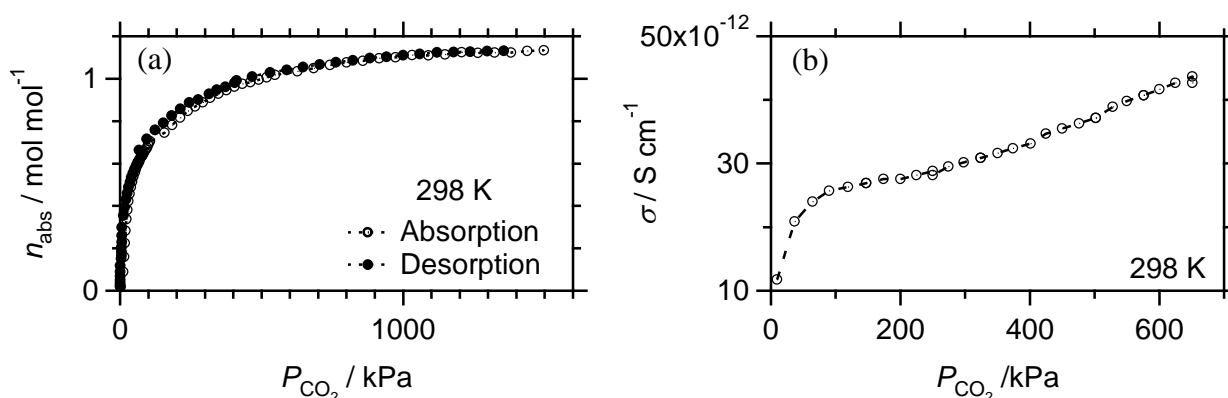 (a)
n_abs / mol mol⁻¹
1
0
298 K
Absorption
Desorption
0 1000
P_CO₂ / kPa
(b)
σ / S cm⁻¹
50x10⁻¹²
30
10
298 K
0 200 400 600
P_CO₂ /kPa